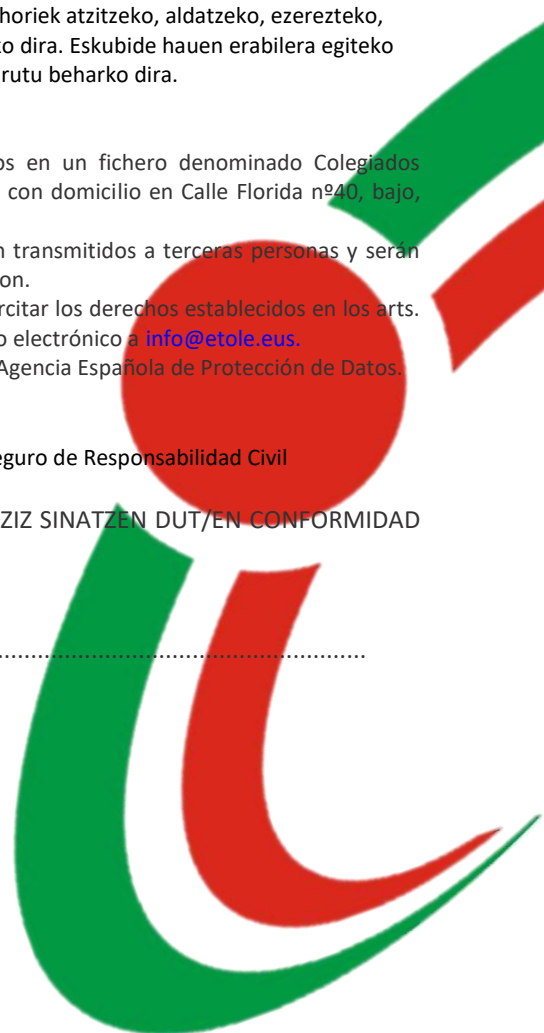 horiek atzitzeko, aldatzeko, ezerezteko,
ko dira. Eskubide hauen erabilera egiteko
rutu beharko dira.
os en un fichero denominado Colegiados
con domicilio en Calle Florida nº40, bajo,
n transmitidos a terceras personas y serán
on.
rcitar los derechos establecidos en los arts.
o electrónico a info@etole.eus.
Agencia Española de Protección de Datos.
eguro de Responsabilidad Civil
ZIZ SINATZEN DUT/EN CONFORMIDAD
..................................................................